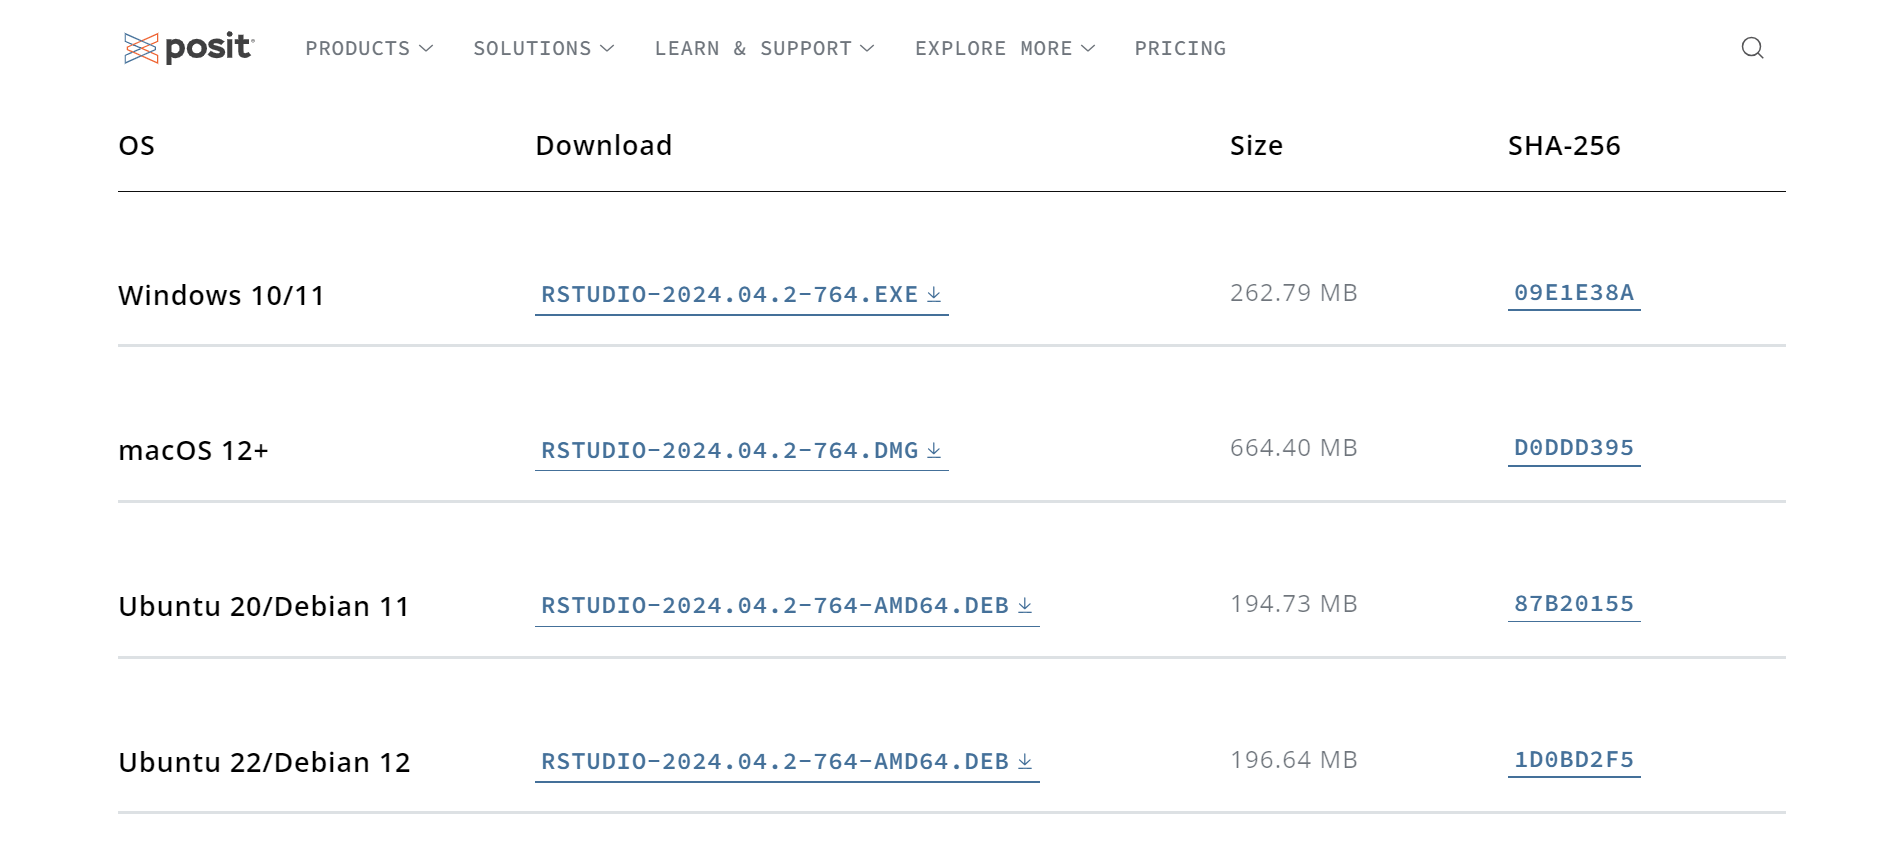 posit PRODUCTS SOLUTIONS LEARN & SUPPORT EXPLORE MORE PRICING
OS Download Size SHA-256
Windows 10/11 RSTUDIO-2024.04.2-764.EXE 262.79 MB 09E1E38A
macOS 12+ RSTUDIO-2024.04.2-764.DMG 664.40 MB D0DDD395
Ubuntu 20/Debian 11 RSTUDIO-2024.04.2-764-AMD64.DEB 194.73 MB 87B20155
Ubuntu 22/Debian 12 RSTUDIO-2024.04.2-764-AMD64.DEB 196.64 MB 1D0BD2F5